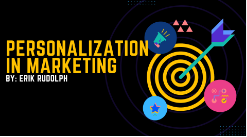 PERSONALIZATION
IN MARKETING
BY: ERIK RUDOLPH